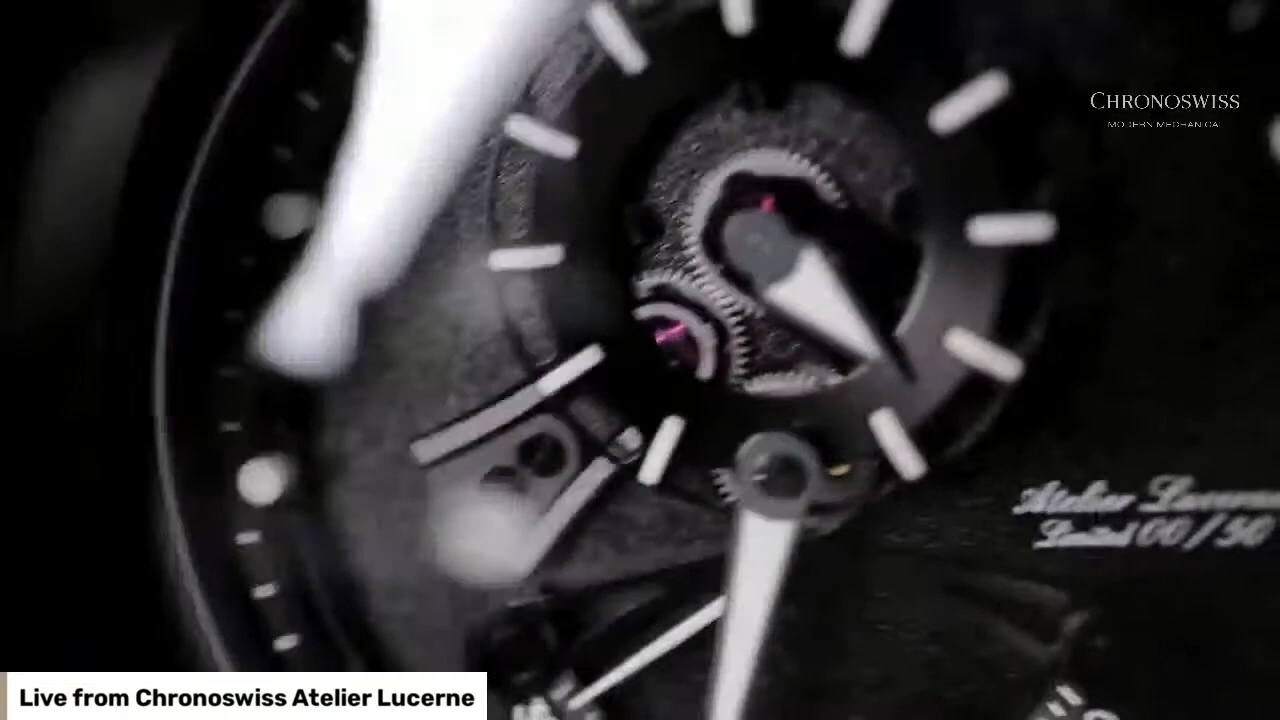 CHRONOSWISS
MODERN MECHANICAL
Atelier Lucerne
Limited 00/50
Live from Chronoswiss Atelier Lucerne